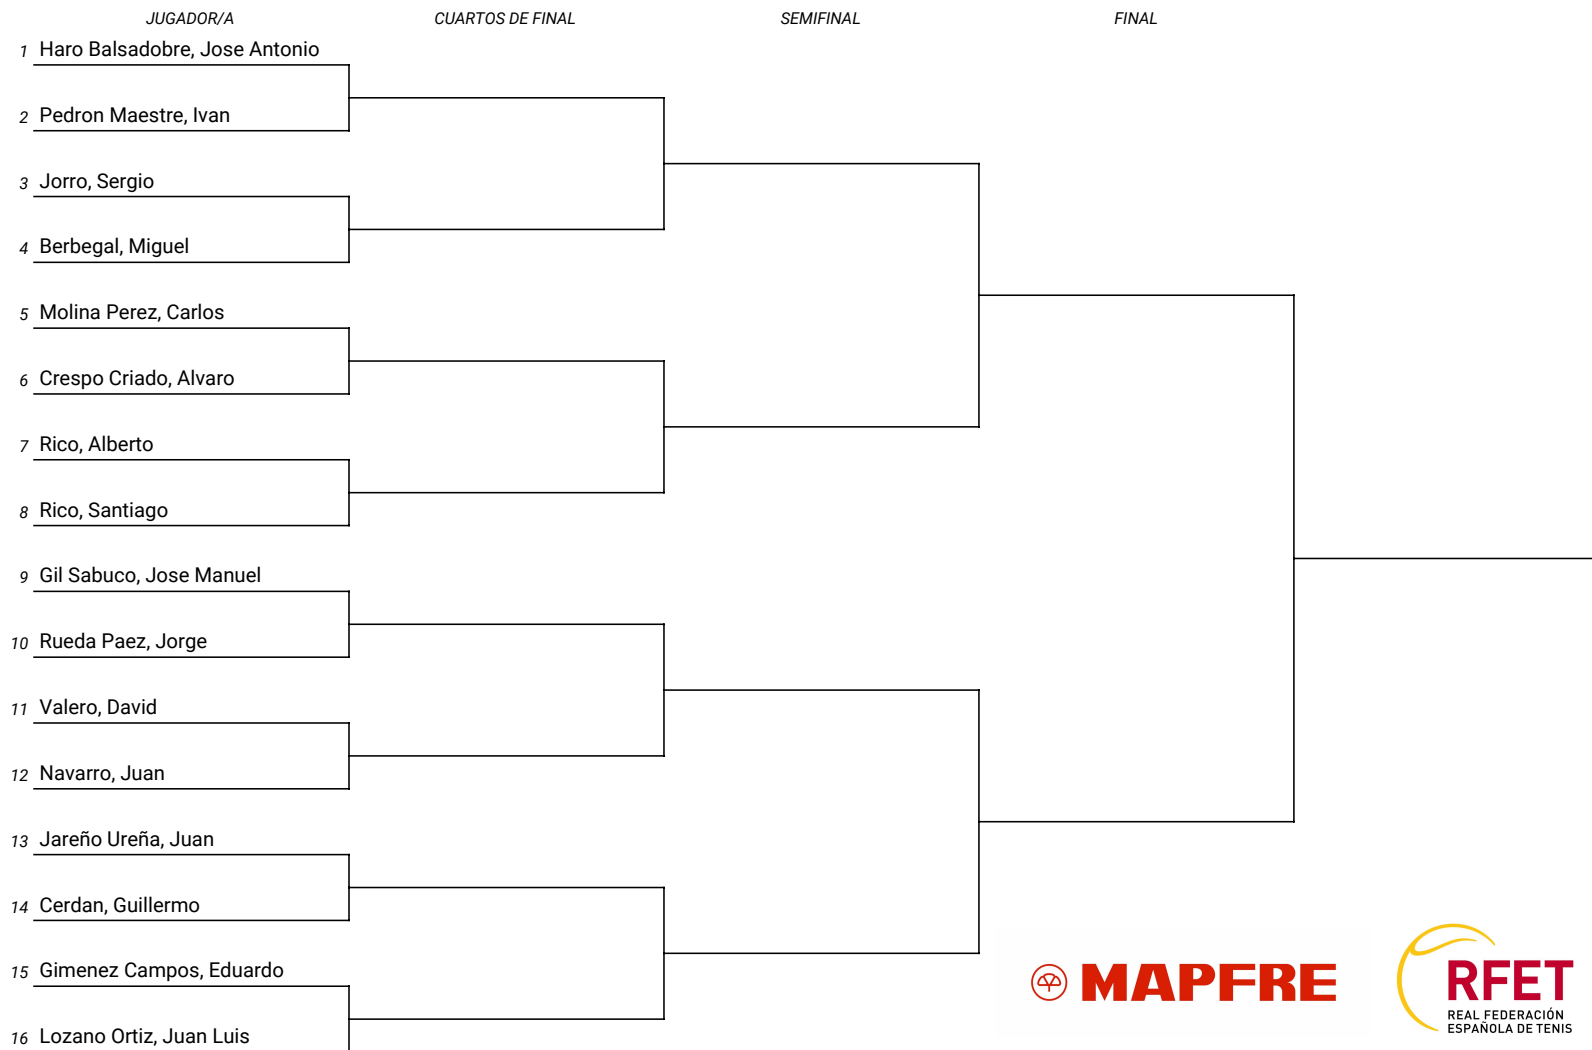 JUGADOR/A CUARTOS DE FINAL SEMIFINAL FINAL
1 Haro Balsadobre, Jose Antonio
2 Pedron Maestre, Ivan
3 Jorro, Sergio
4 Berbegal, Miguel
5 Molina Perez, Carlos
6 Crespo Criado, Alvaro
7 Rico, Alberto
8 Rico, Santiago
9 Gil Sabuco, Jose Manuel
10 Rueda Paez, Jorge
11 Valero, David
12 Navarro, Juan
13 Jareño Ureña, Juan
14 Cerdan, Guillermo
15 Gimenez Campos, Eduardo
16 Lozano Ortiz, Juan Luis
MAPFRE
RFET
REAL FEDERACIÓN
ESPAÑOLA DE TENIS